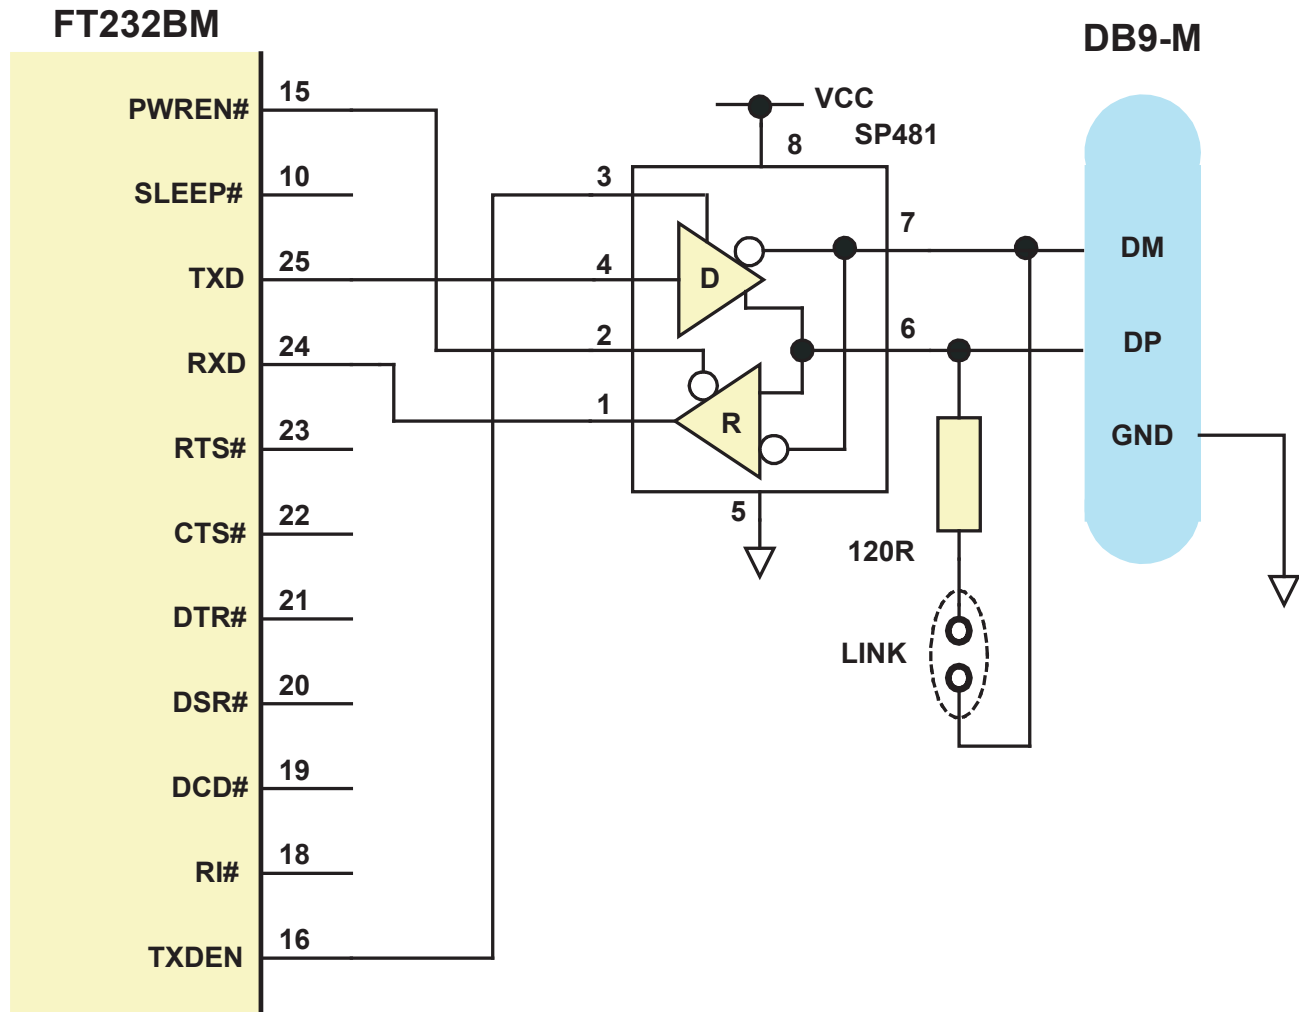 FT232BM
DB9-M
PWREN#
15
SLEEP#
10
TXD
25
RXD
24
RTS#
23
CTS#
22
DTR#
21
DSR#
20
DCD#
19
RI#
18
TXDEN
16
VCC
SP481
8
3
4
2
1
5
7
6
D
R
DM
DP
GND
120R
LINK